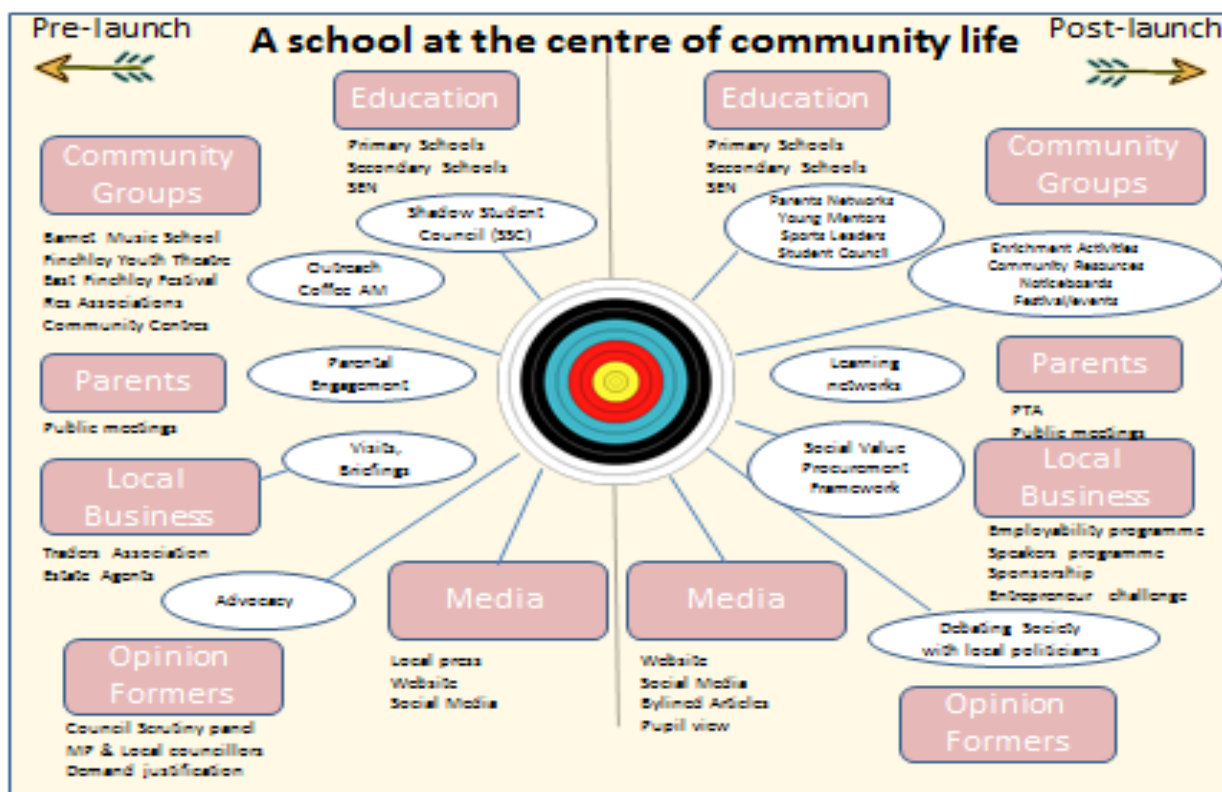 Pre-launch
A school at the centre of community life
Post-launch
Education
Primary Schools
Secondary Schools
SEN
Shadow Student
Council (SSC)
Community
Groups
Barnet Music School
Finchley Youth Theatre
East Finchley Festival
Res Associations
Community Centres
Outreach
Coffee AM
Parents
Public meetings
Parental
Engagement
Local
Business
Traders Association
Estate Agents
Visits,
Briefings
Advocacy
Opinion
Formers
Council Scrutiny panel
MP & Local councillors
Demand justification
Media
Local press
Website
Social Media
Education
Primary Schools
Secondary Schools
SEN
Parents Networks
Young Mentors
Sports Leaders
Student Council
Community
Groups
Enrichment Activities
Community Resources
Noticeboards
Festival/events
Learning
networks
Parents
PTA
Public meetings
Social Value
Procurement
Framework
Local
Business
Employability programme
Speakers programme
Sponsorship
Entrepreneur challenge
Media
Website
Social Media
Bylined Articles
Pupil view
Debating Society
with local politicians
Opinion
Formers